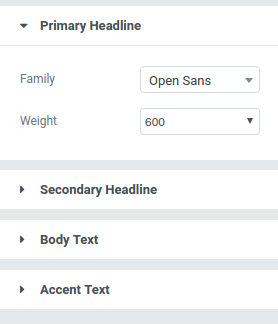 Primary Headline
Family Open Sans
Weight 600
Secondary Headline
Body Text
Accent Text